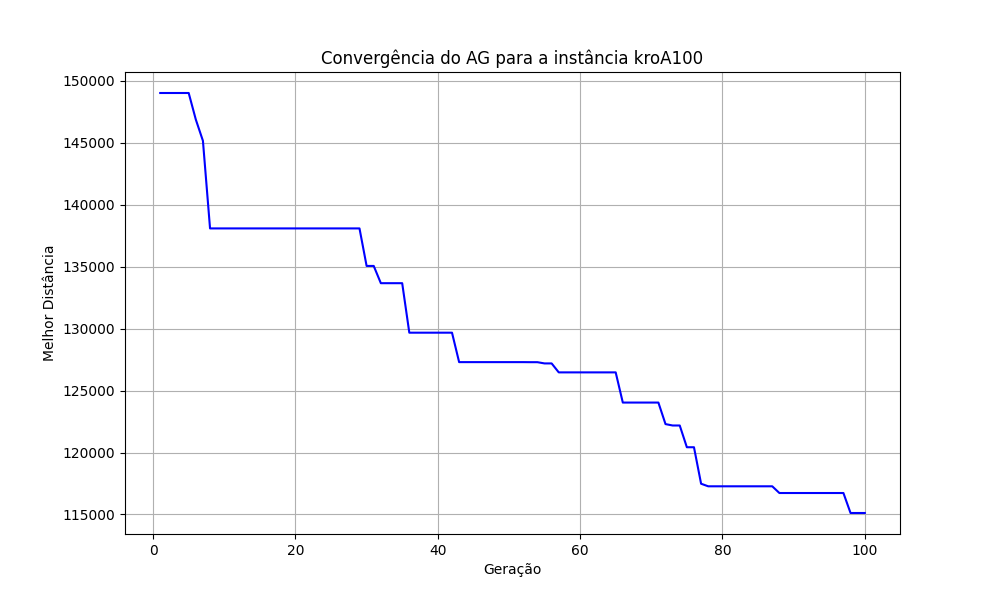 Convergência do AG para a instância kroA100
150000
145000
140000
135000
130000
125000
120000
115000
Melhor Distância
0 20 40 60 80 100
Geração